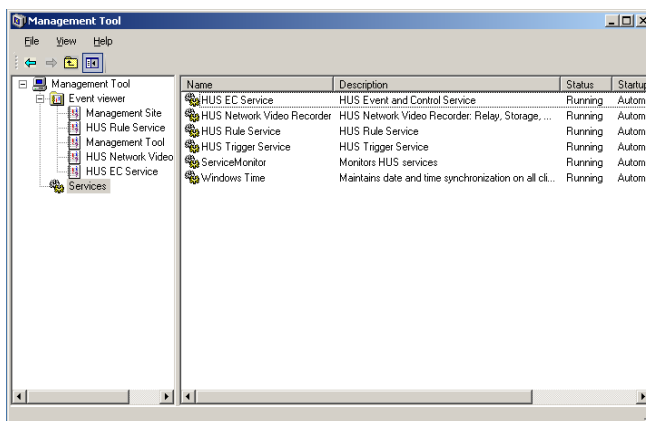 Management Tool
File View Help
Management Tool
Event viewer
Management Site
HUS Rule Service
Management Tool
HUS Network Video
HUS EC Service
Services
Name Description Status Startup
HUS EC Service HUS Event and Control Service Running Autom
HUS Network Video Recorder HUS Network Video Recorder: Relay, Storage, ... Running Autom
HUS Rule Service HUS Rule Service Running Autom
HUS Trigger Service HUS Trigger Service Running Autom
ServiceMonitor Monitors HUS services Running Autom
Windows Time Maintains date and time synchronization on all cli... Running Autom